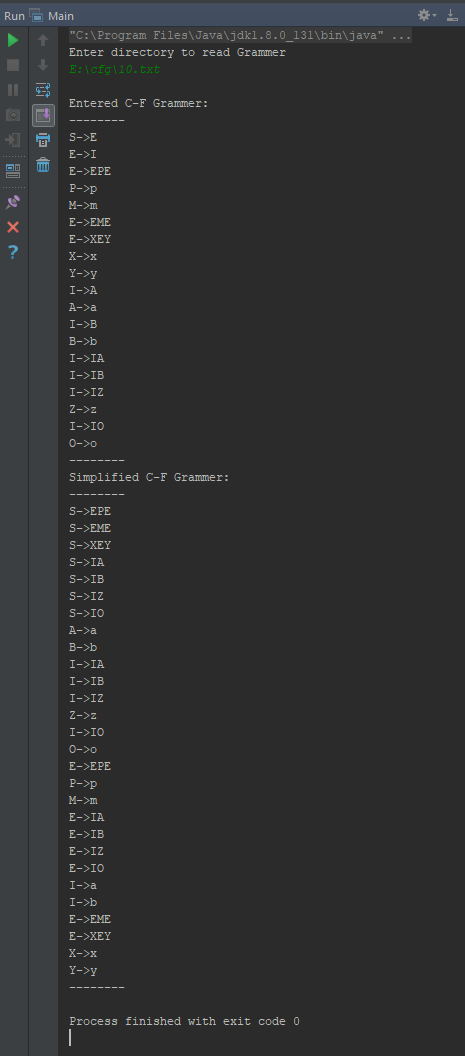 Run Main
"C:\Program Files\Java\jdk1.8.0_131\bin\java" ...
Enter directory to read Grammer
E:\cfg\10.txt
Entered C-F Grammer:
--------
S->E
E->I
E->EPE
P->p
M->m
E->EME
E->XEY
X->x
Y->y
I->A
A->a
I->B
B->b
I->IA
I->IB
I->IZ
Z->z
I->IO
O->o
--------
Simplified C-F Grammer:
--------
S->EPE
S->EME
S->XEY
S->IA
S->IB
S->IZ
S->IO
A->a
B->b
I->IA
I->IB
I->IZ
Z->z
I->IO
O->o
E->EPE
P->p
M->m
E->IA
E->IB
E->IZ
E->IO
I->a
I->b
E->EME
E->XEY
X->x
Y->y
--------
Process finished with exit code 0